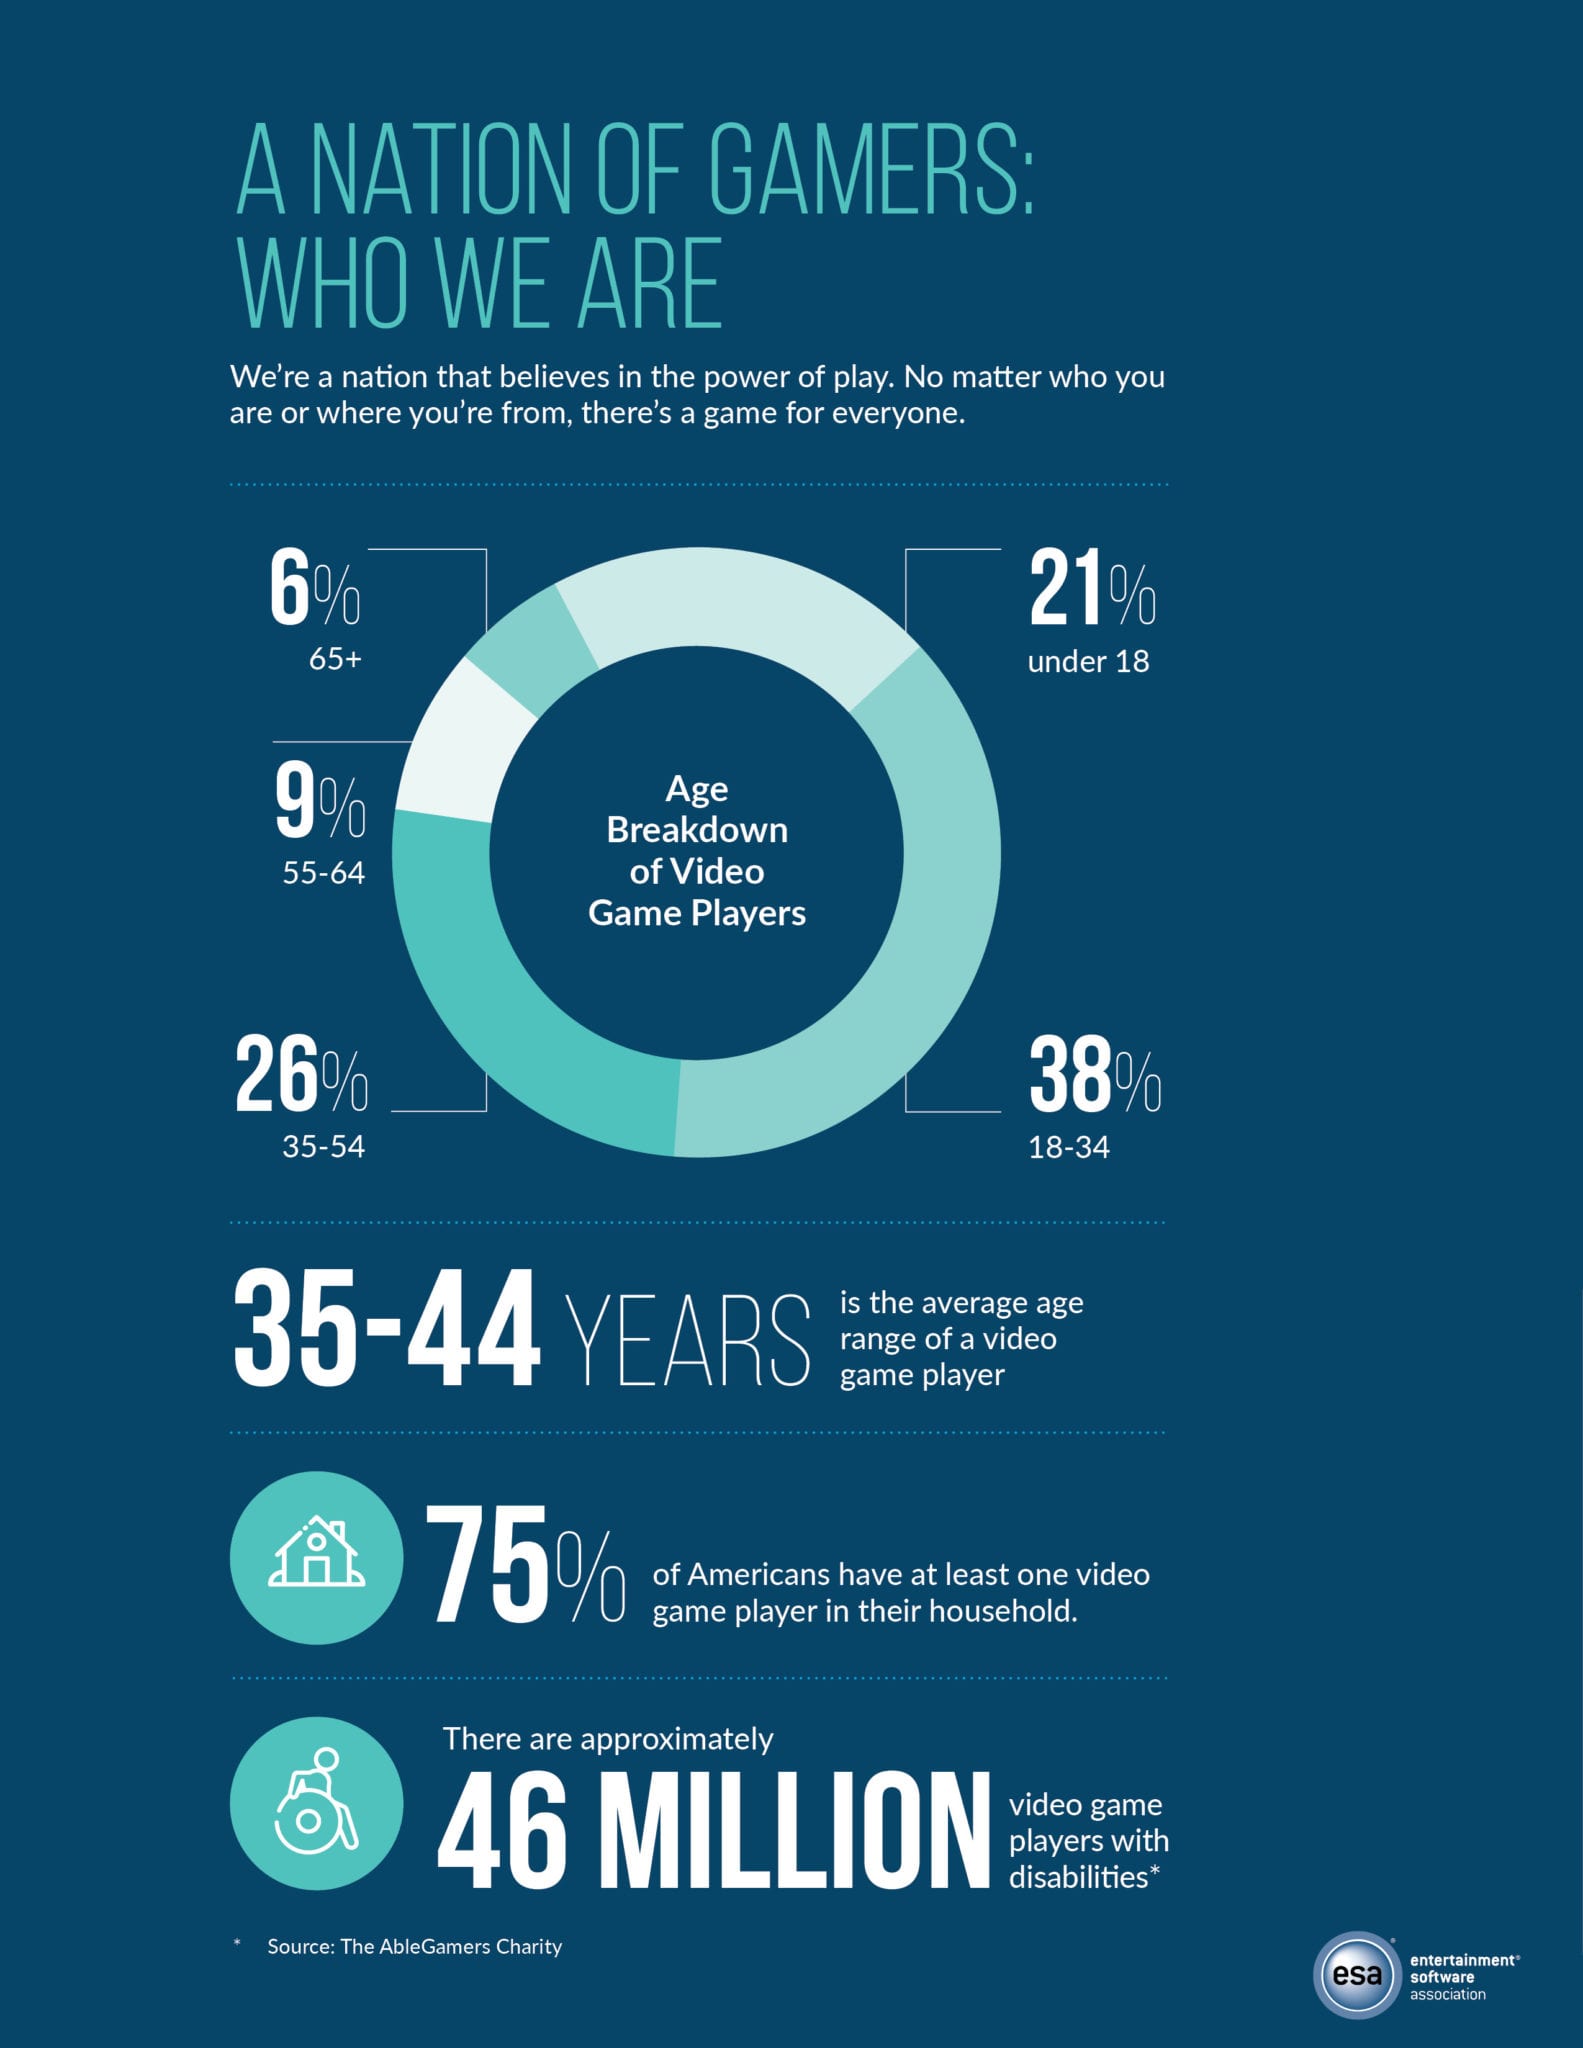 A NATION OF GAMERS:
WHO WE ARE
We're a nation that believes in the power of play. No matter who you
are or where you're from, there's a game for everyone.
6%
65+
21%
under 18
9%
55-64
Age
Breakdown
of Video
Game Players
26%
35-54
38%
18-34
35-44 YEARS
is the average age
range of a video
game player
75%
of Americans have at least one video
game player in their household.
There are approximately
46 MILLION
video game
players with
disabilities*
* Source: The AbleGamers Charity
esa®
entertainment®
software
association